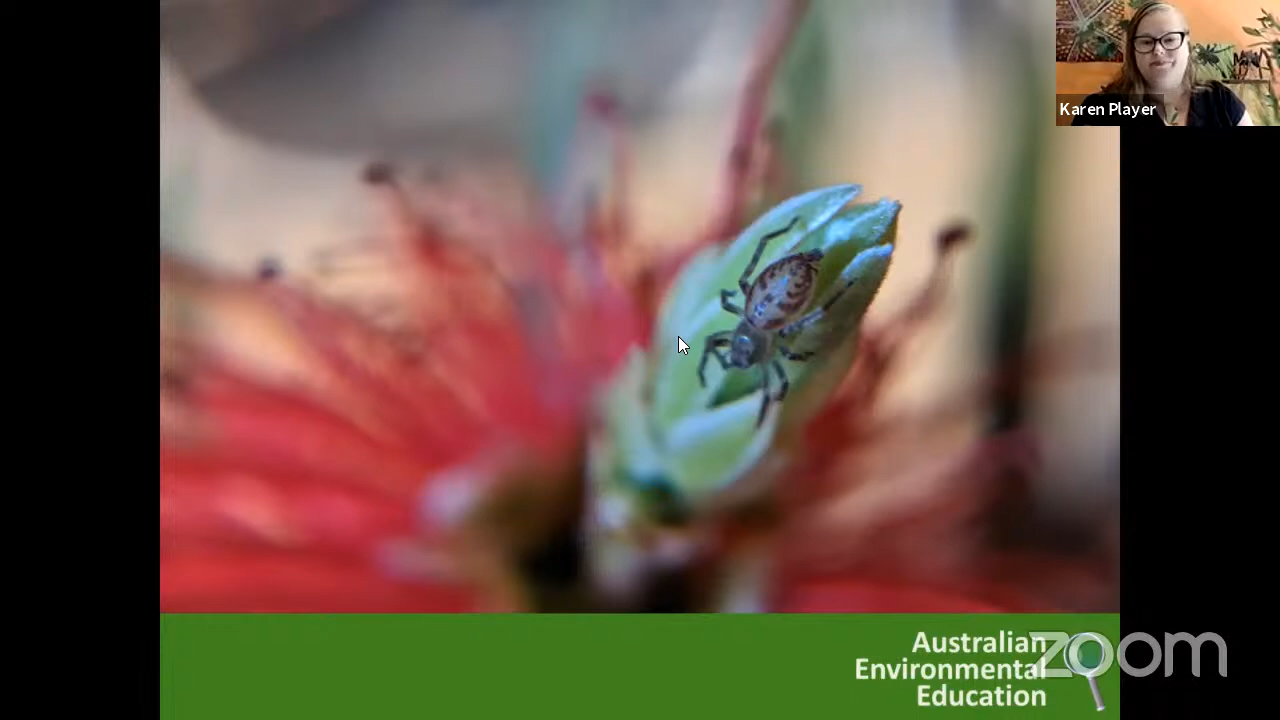 Karen Player
Australian
Environmental
Education
zoom